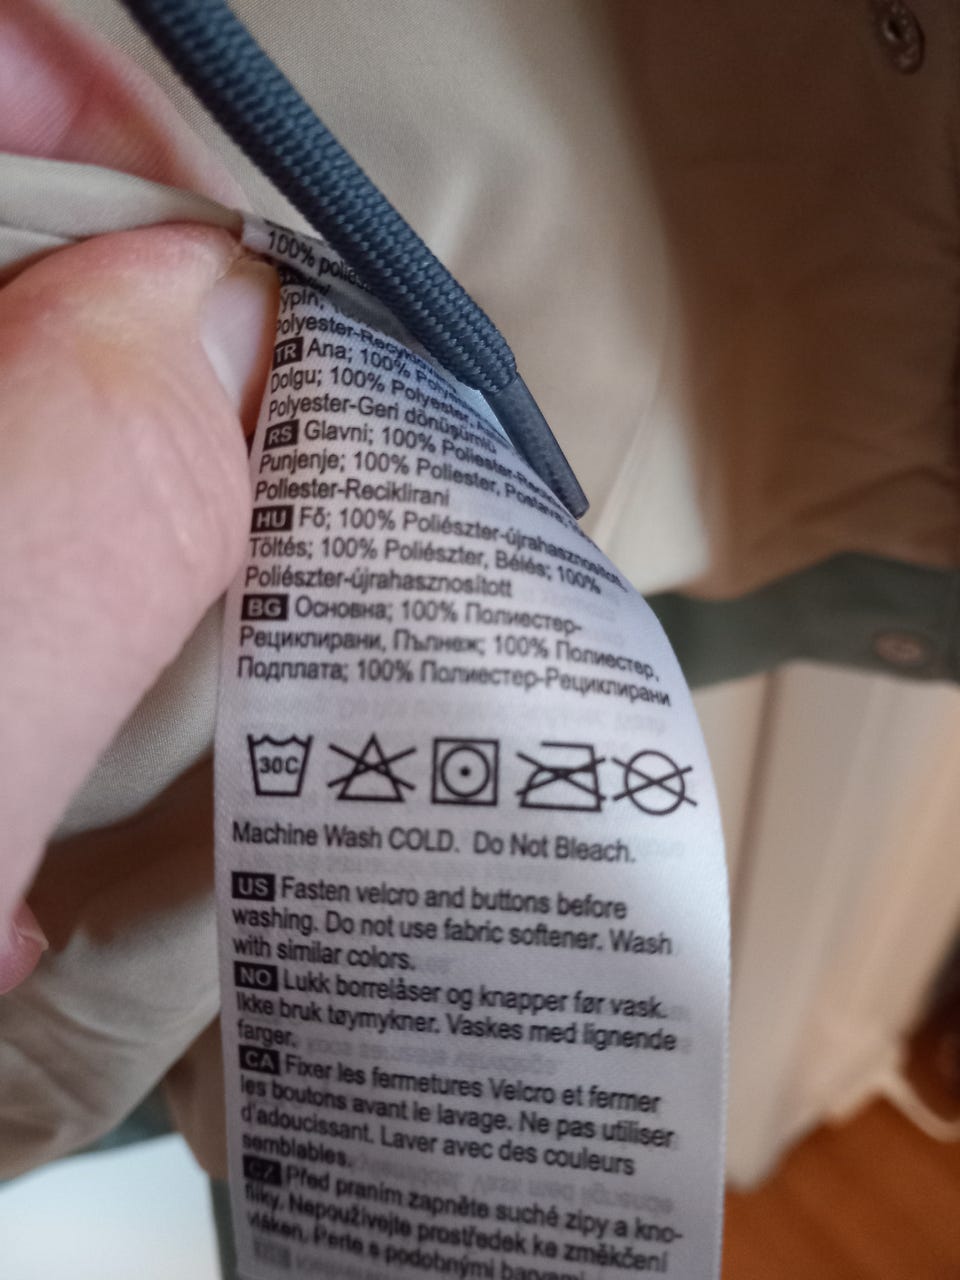 100%
Polyester-
TR Ana; 100%
Dolgu; 100% Polyester,
Polyester-Geri dönüşümlü
RS Glavni; 100% Poliester-
Punjenje; 100% Poliester, Postava;
Poliester-Reciklirani
HU Fő; 100% Poliészter-újrahasznosított,
Töltés; 100% Poliészter, Bélés; 100%
Poliészter-újrahasznosított
BG Основна; 100% Полиестер-
Рециклирани, Пълнеж; 100% Полиестер,
Подплата; 100% Полиестер-Рециклирани
30C
Machine Wash COLD. Do Not Bleach.
US Fasten velcro and buttons before
washing. Do not use fabric softener. Wash
with similar colors.
NO Lukk borrelåser og knapper før vask.
Ikke bruk tøymykner. Vaskes med lignende
farger.
CA Fixer les fermetures Velcro et fermer
les boutons avant le lavage. Ne pas utiliser
d'adoucissant. Laver avec des couleurs
semblables.
CZ Před praním zapněte suché zipy a kno-
flíky. Nepoužívejte prostředek ke změkčení
vláken. Perte s podobnými barvami.